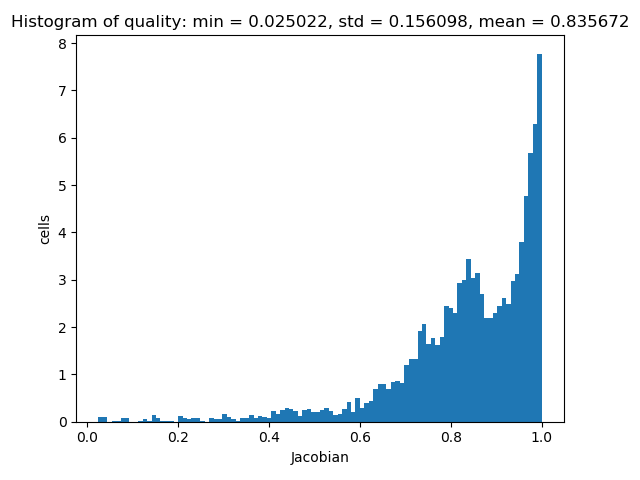 Histogram of quality: min = 0.025022, std = 0.156098, mean = 0.835672
8
7
6
5
4
3
2
1
0
cells
0.0 0.2 0.4 0.6 0.8 1.0
Jacobian